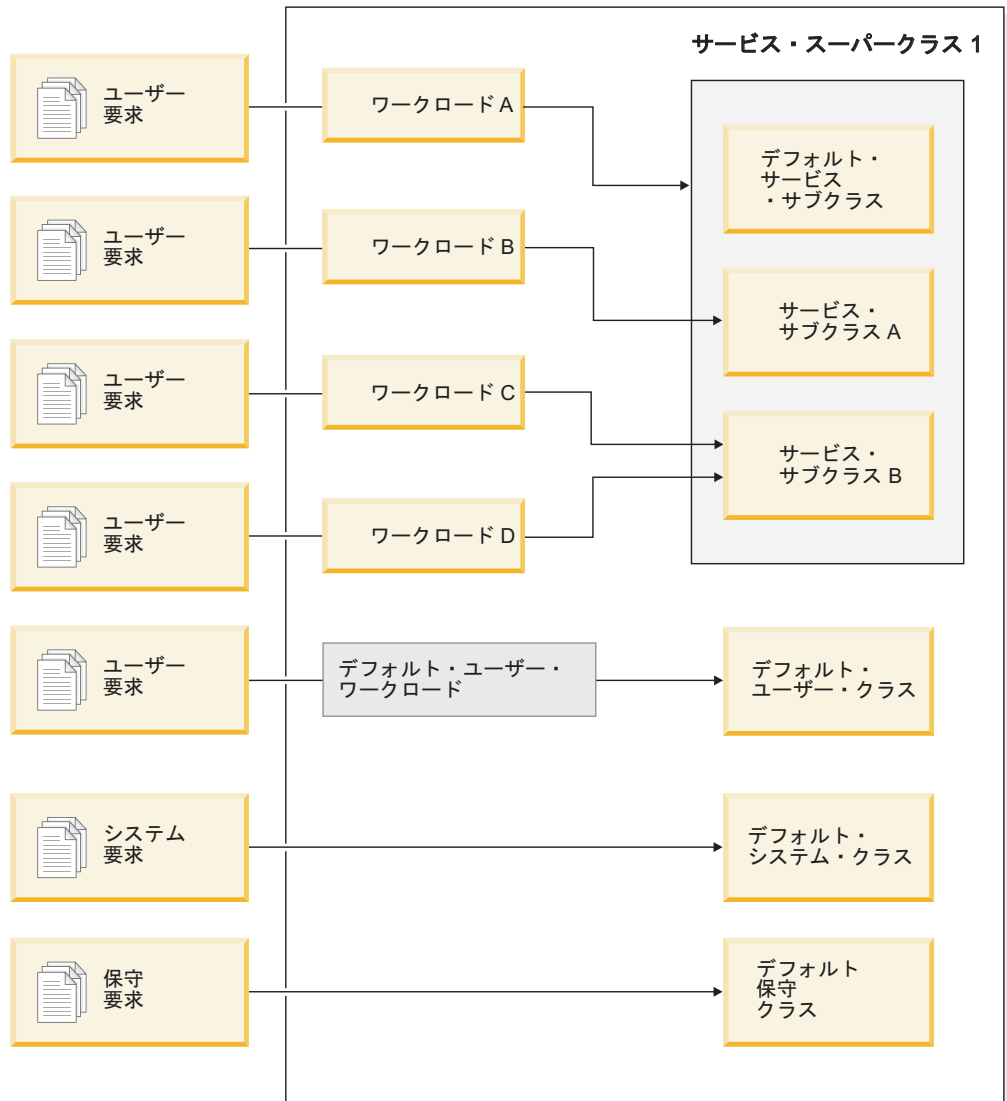 サービス・スーパークラス 1
ユーザー
要求
ワークロード A
デフォルト・
サービス
・サブクラス
ユーザー
要求
ワークロード B
サービス・
サブクラス A
ユーザー
要求
ワークロード C
サービス・
サブクラス B
ユーザー
要求
ワークロード D
ユーザー
要求
デフォルト・ユーザー・
ワークロード
デフォルト・
ユーザー・クラス
システム
要求
デフォルト・
システム・クラス
保守
要求
デフォルト
保守
クラス